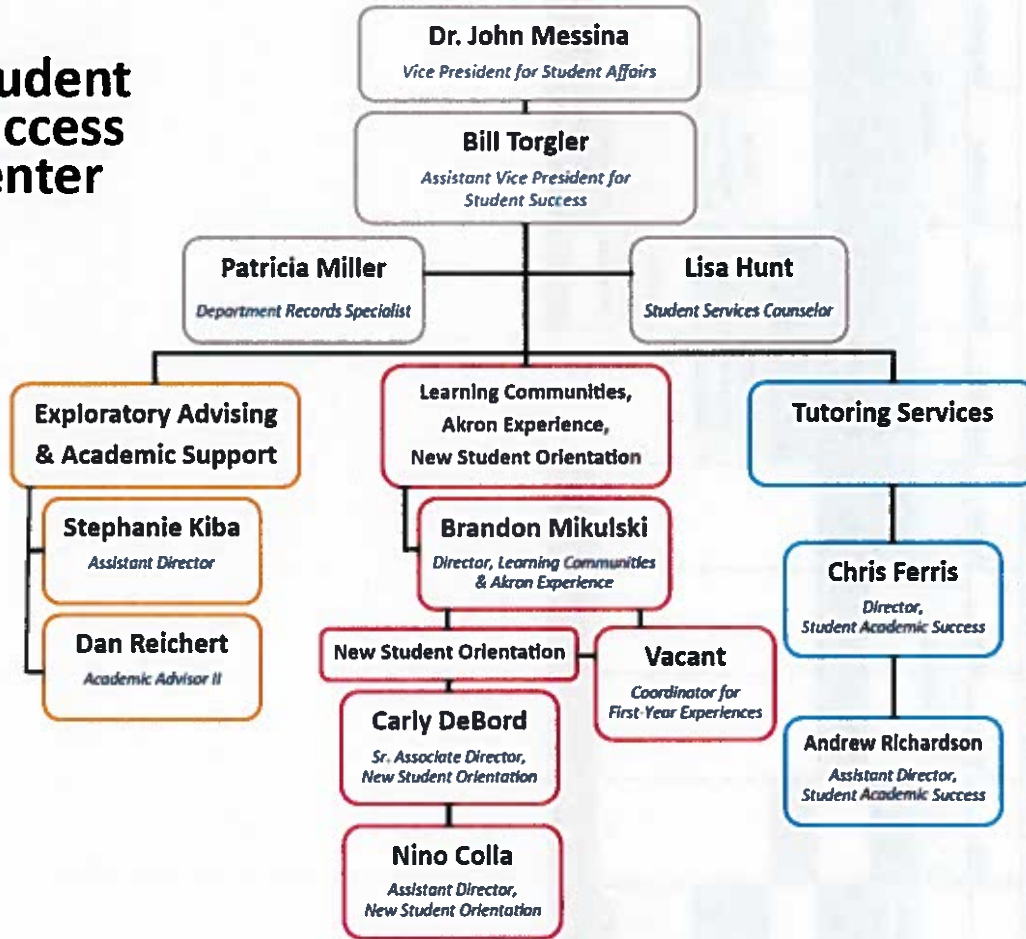 udent
ccess
enter
Dr. John Messina
Vice President for Student Affairs
Bill Torgler
Assistant Vice President for
Student Success
Patricia Miller
Department Records Specialist
Lisa Hunt
Student Services Counselor
Exploratory Advising
& Academic Support
Stephanie Kiba
Assistant Director
Dan Reichert
Academic Advisor II
Learning Communities,
Akron Experience,
New Student Orientation
Brandon Mikulski
Director, Learning Communities
& Akron Experience
New Student Orientation
Vacant
Coordinator for
First-Year Experiences
Carly DeBord
Sr. Associate Director,
New Student Orientation
Nino Colla
Assistant Director,
New Student Orientation
Tutoring Services
Chris Ferris
Director,
Student Academic Success
Andrew Richardson
Assistant Director,
Student Academic Success